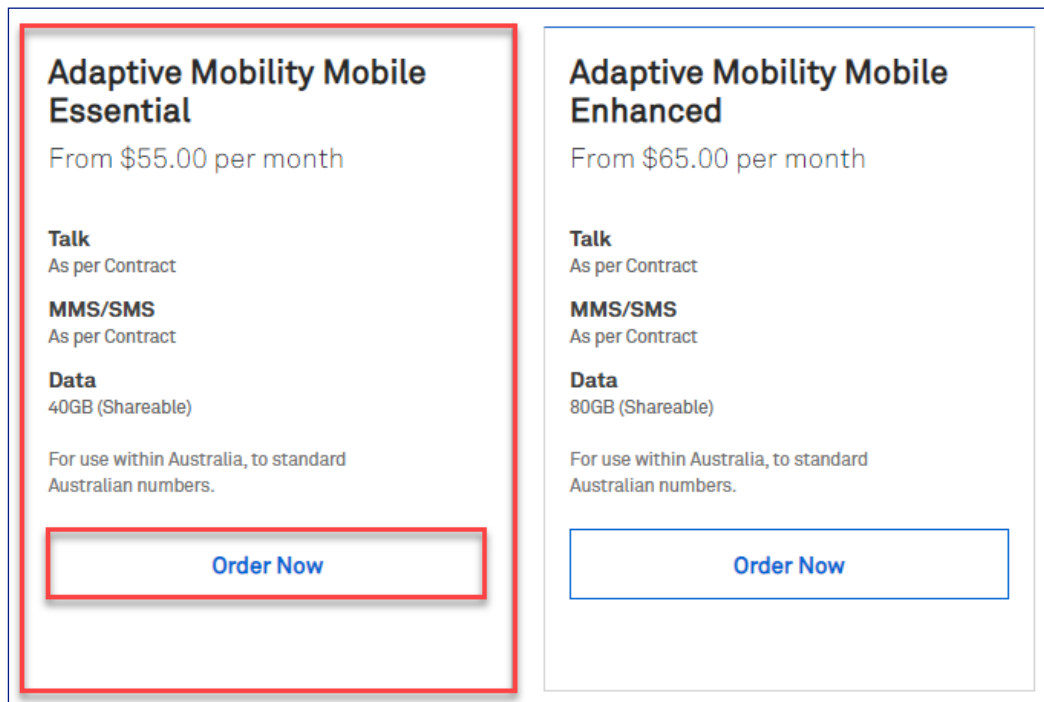 Adaptive Mobility Mobile
Essential
From $55.00 per month
Talk
As per Contract
MMS/SMS
As per Contract
Data
40GB (Shareable)
For use within Australia, to standard
Australian numbers.
Order Now
Adaptive Mobility Mobile
Enhanced
From $65.00 per month
Talk
As per Contract
MMS/SMS
As per Contract
Data
80GB (Shareable)
For use within Australia, to standard
Australian numbers.
Order Now